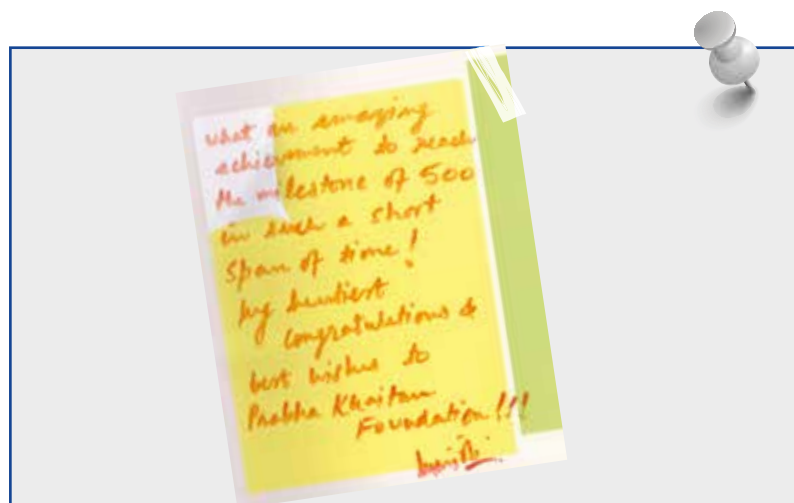 what an amazing
achievement to reach
the milestone of 500
in such a short
span of time!
my heartiest
congratulations &
best wishes to
Prabha Khaitan
Foundation!!!